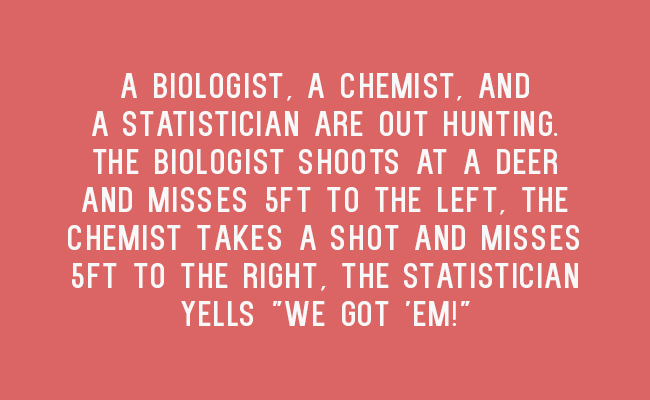 A BIOLOGIST, A CHEMIST, AND
A STATISTICIAN ARE OUT HUNTING.
THE BIOLOGIST SHOOTS AT A DEER
AND MISSES 5FT TO THE LEFT, THE
CHEMIST TAKES A SHOT AND MISSES
5FT TO THE RIGHT, THE STATISTICIAN
YELLS "WE GOT 'EM!"